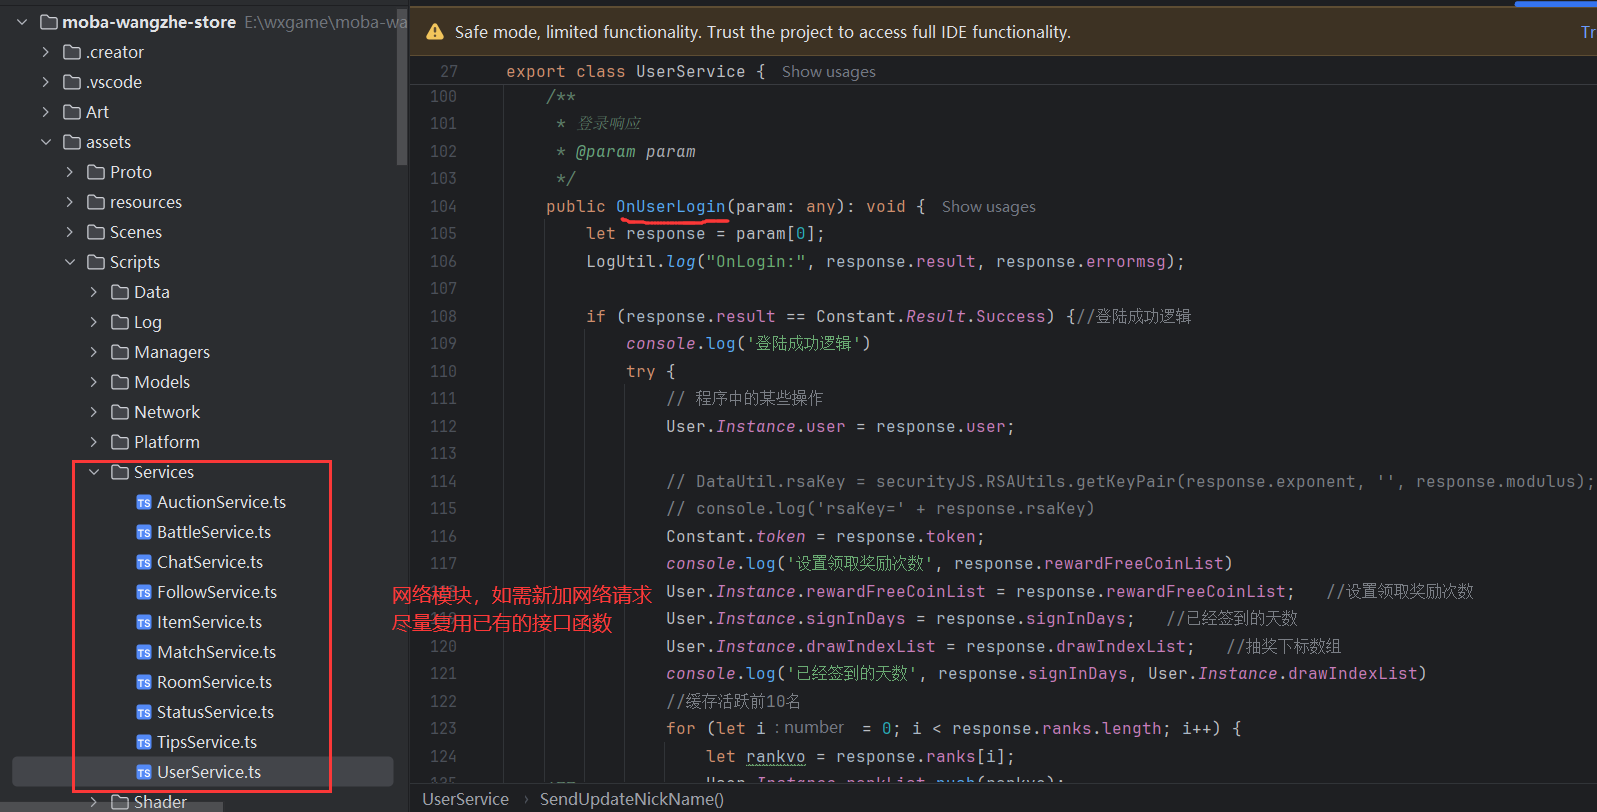 moba-wangzhe-store E:\wxgame\moba-wa
.creator
.vscode
Art
assets
Proto
resources
Scenes
Scripts
Data
Log
Managers
Models
Network
Platform
Services
AuctionService.ts
BattleService.ts
ChatService.ts
FollowService.ts
ItemService.ts
MatchService.ts
RoomService.ts
StatusService.ts
TipsService.ts
UserService.ts
Shader
网络模块，如需新加网络请求
尽量复用已有的接口函数
Safe mode, limited functionality. Trust the project to access full IDE functionality. Tr
27 export class UserService { Show usages
100 /**
101 * 登录响应
102 * @param param
103 */
104 public OnUserLogin(param: any): void { Show usages
105 let response = param[0];
106 LogUtil.log("OnLogin:", response.result, response.errormsg);
107
108 if (response.result == Constant.Result.Success) {//登陆成功逻辑
109 console.log('登陆成功逻辑')
110 try {
111 // 程序中的某些操作
112 User.Instance.user = response.user;
113
114 // DataUtil.rsaKey = securityJS.RSAUtils.getKeyPair(response.exponent, '', response.modulus);
115 // console.log('rsaKey=' + response.rsaKey)
116 Constant.token = response.token;
117 console.log('设置领取奖励次数', response.rewardFreeCoinList)
User.Instance.rewardFreeCoinList = response.rewardFreeCoinList; //设置领取奖励次数
User.Instance.signInDays = response.signInDays; //已经签到的天数
120 User.Instance.drawIndexList = response.drawIndexList; //抽奖下标数组
121 console.log('已经签到的天数', response.signInDays, User.Instance.drawIndexList)
122 //缓存活跃前10名
123 for (let i : number = 0; i < response.ranks.length; i++) {
124 let rankvo = response.ranks[i];
User.Instance.rankList.push(rankvo);
UserService › SendUpdateNickName()